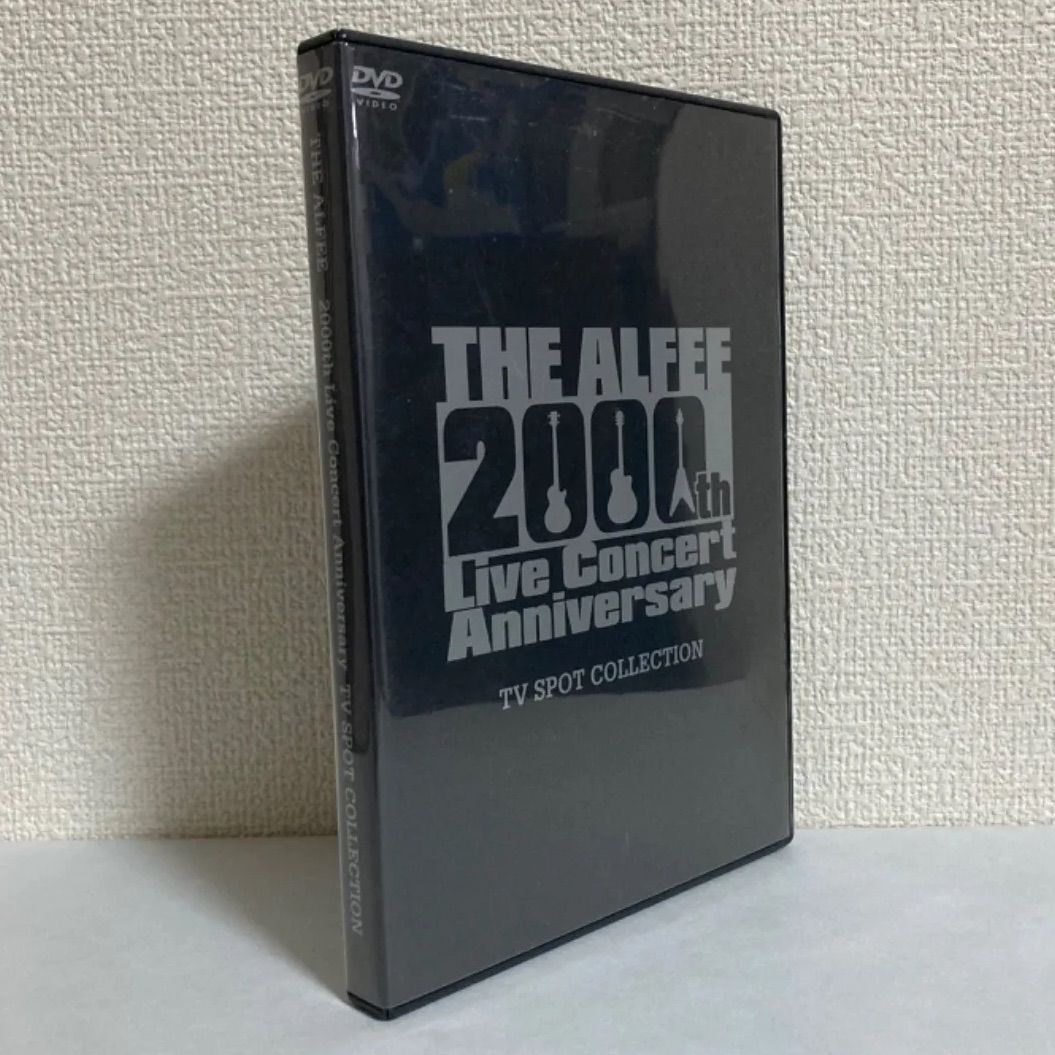 DVD
VIDEO
THE ALFEE
2000th
Live Concert
Anniversary
TV SPOT COLLECTION
DVD
THE ALFEE 2000th Live Concert Anniversary TV SPOT COLLECTION